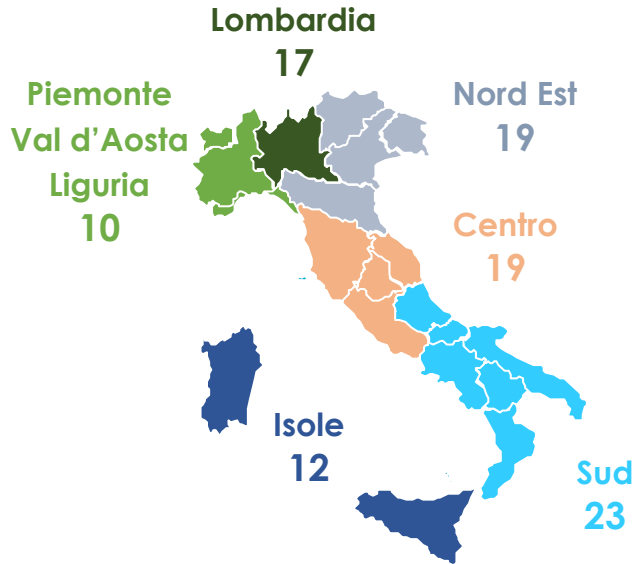 Lombardia
17
Piemonte
Val d'Aosta
Liguria
10
Nord Est
19
Centro
19
Isole
12
Sud
23